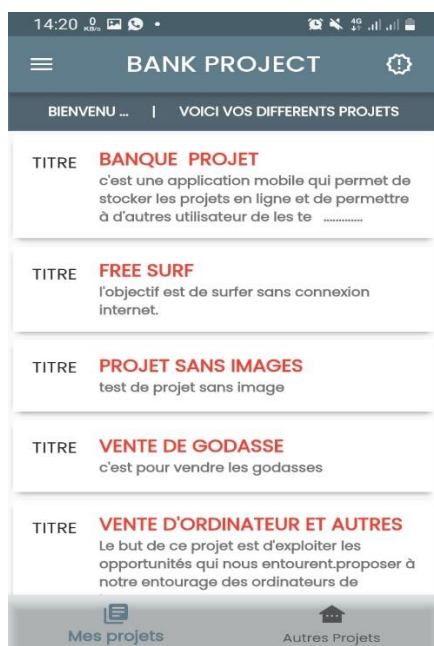 14:20 0 KB/s 4G
BANK PROJECT
BIENVENU ... | VOICI VOS DIFFERENTS PROJETS
TITRE BANQUE PROJET
c'est une application mobile qui permet de
stocker les projets en ligne et de permettre
à d'autres utilisateur de les te .............
TITRE FREE SURF
l'objectif est de surfer sans connexion
internet.
TITRE PROJET SANS IMAGES
test de projet sans image
TITRE VENTE DE GODASSE
c'est pour vendre les godasses
TITRE VENTE D'ORDINATEUR ET AUTRES
Le but de ce projet est d'exploiter les
opportunités qui nous entourent.proposer à
notre entourage des ordinateurs de
Mes projets Autres Projets